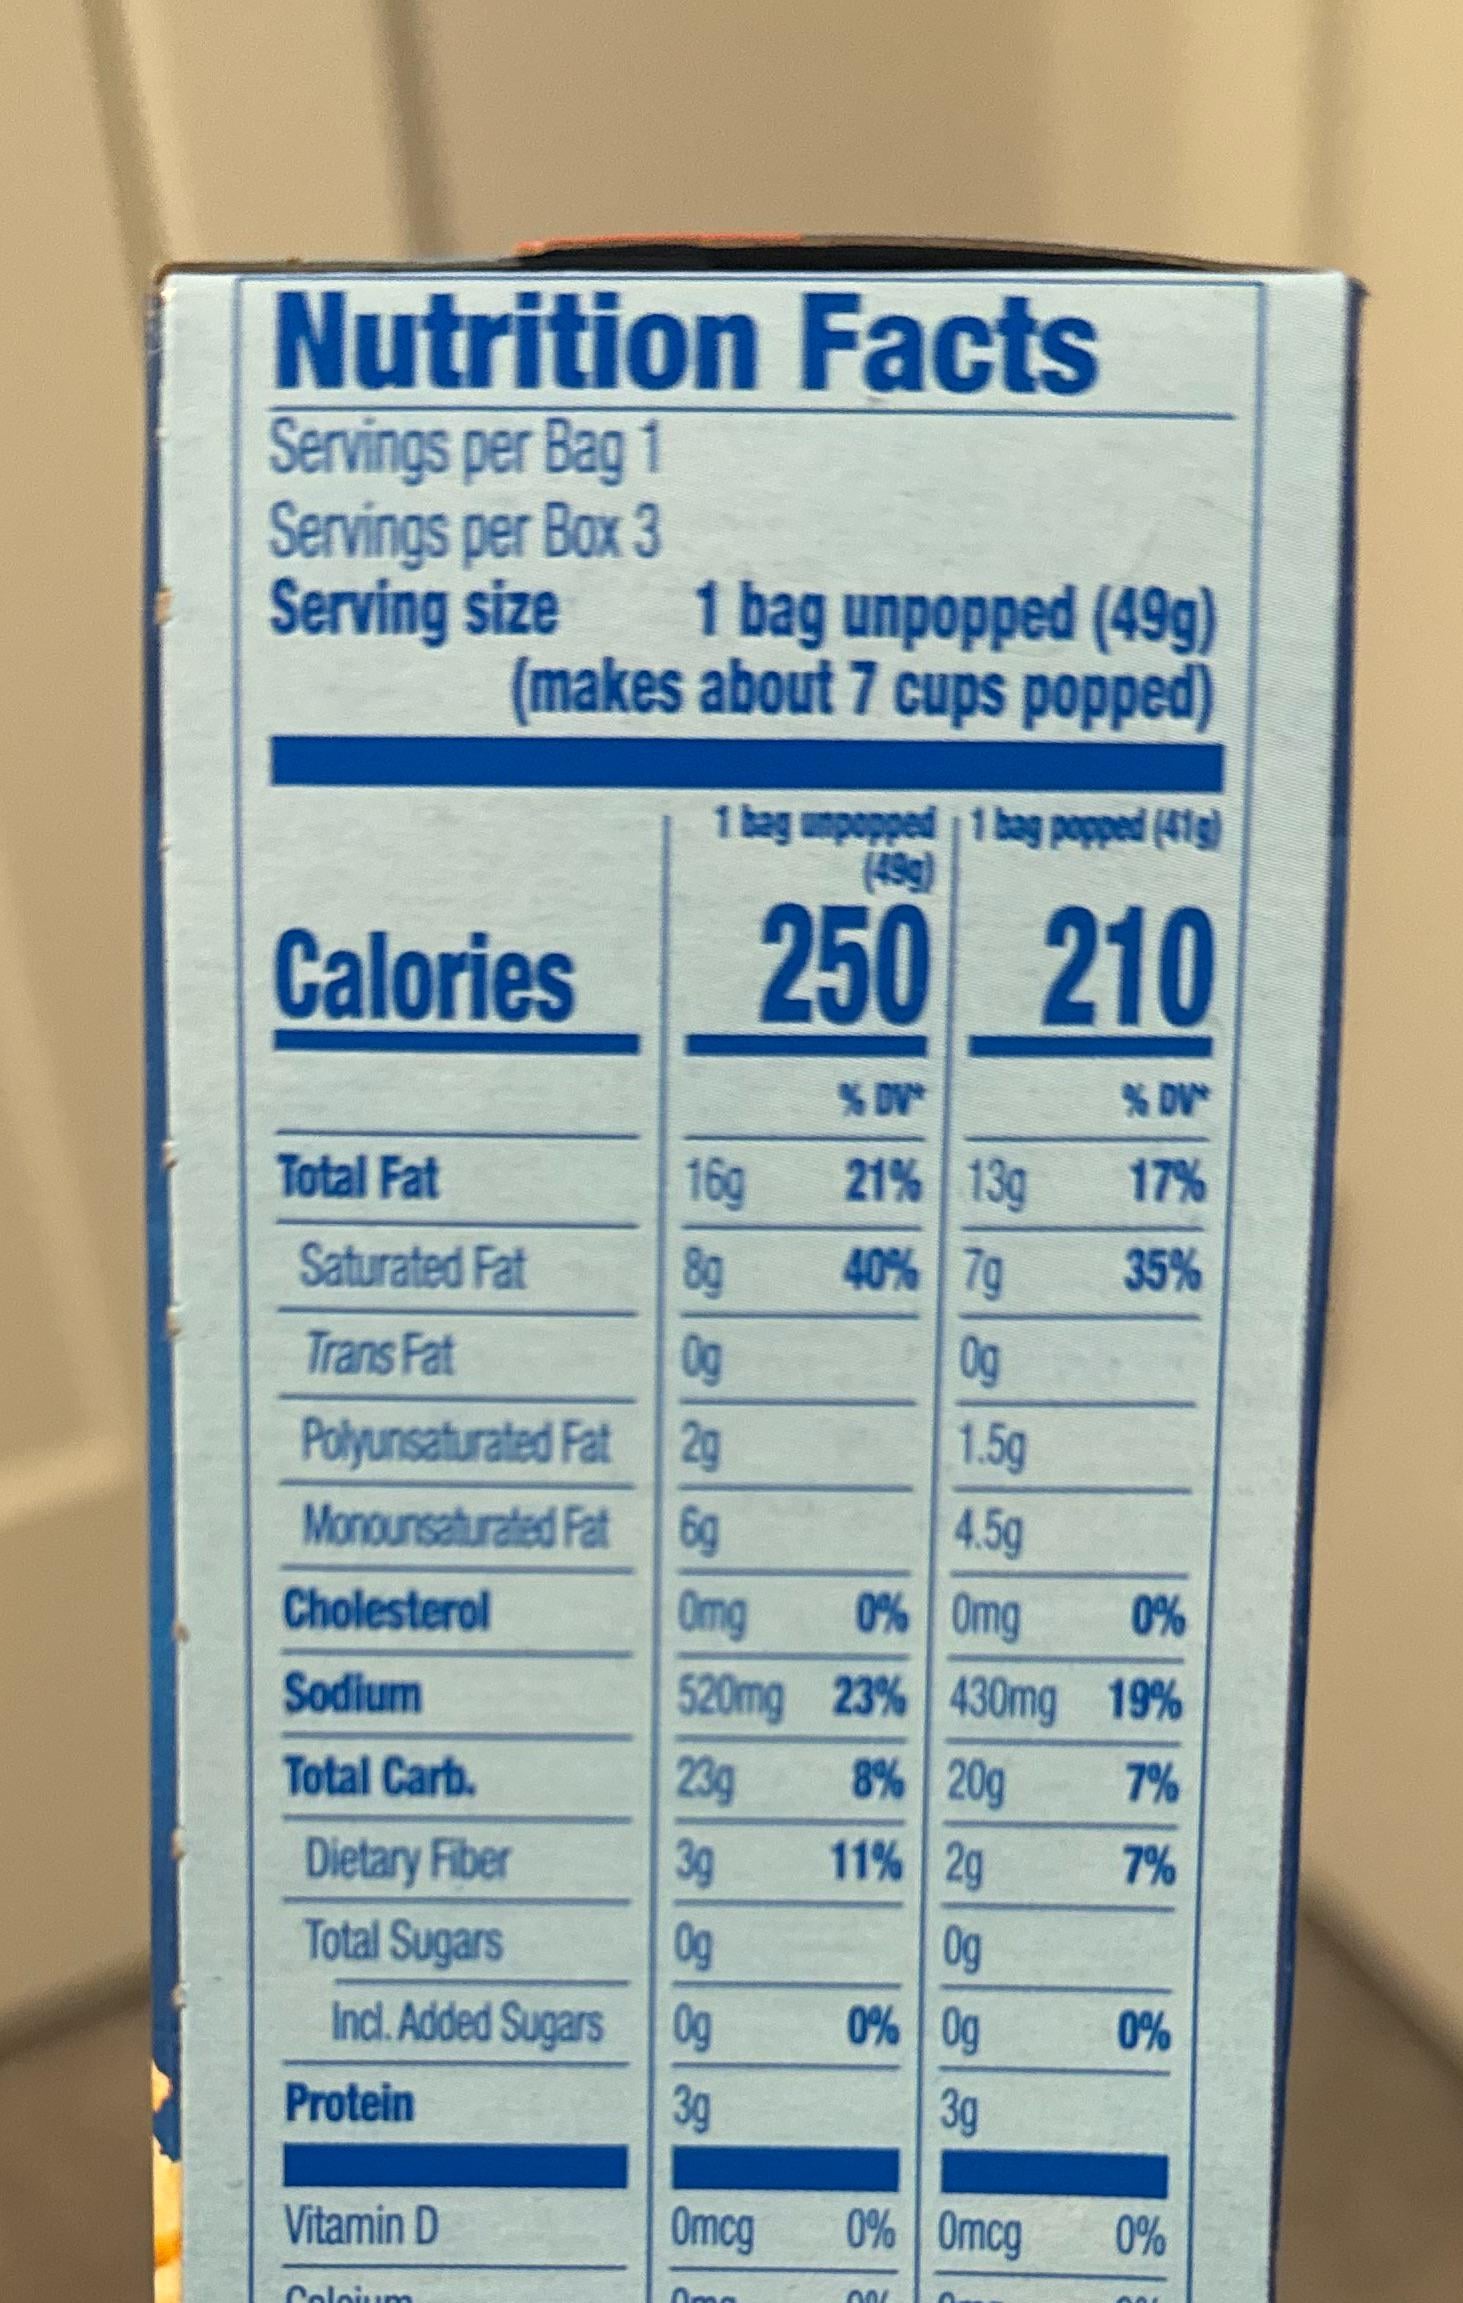 Nutrition Facts
Servings per Bag 1
Servings per Box 3
Serving size 1 bag unpopped (49g)
(makes about 7 cups popped)
1 bag unpopped (49g) 1 bag popped (41g)
Calories 250 210
% DV* % DV*
Total Fat 16g 21% 13g 17%
Saturated Fat 8g 40% 7g 35%
Trans Fat 0g 0g
Polyunsaturated Fat 2g 1.5g
Monounsaturated Fat 6g 4.5g
Cholesterol 0mg 0% 0mg 0%
Sodium 520mg 23% 430mg 19%
Total Carb. 23g 8% 20g 7%
Dietary Fiber 3g 11% 2g 7%
Total Sugars 0g 0g
Incl. Added Sugars 0g 0% 0g 0%
Protein 3g 3g
Vitamin D 0mcg 0% 0mcg 0%
Calcium